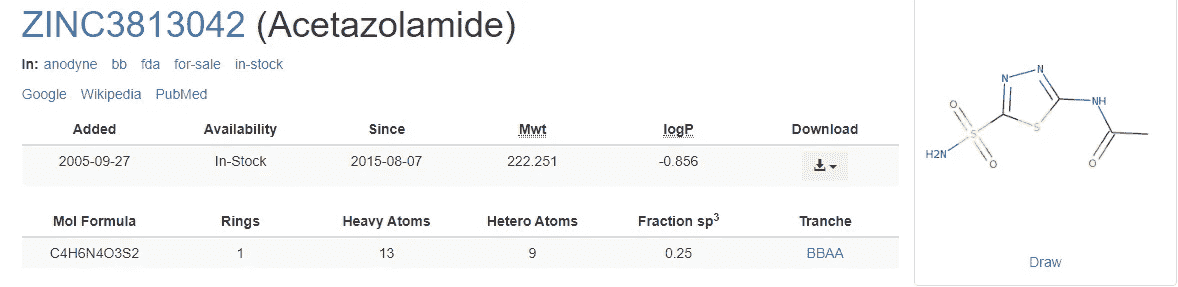 ZINC3813042 (Acetazolamide)
In: anodyne bb fda for-sale in-stock
Google Wikipedia PubMed
Added Availability Since Mwt logP Download
2005-09-27 In-Stock 2015-08-07 222.251 -0.856
Mol Formula Rings Heavy Atoms Hetero Atoms Fraction sp³ Tranche
C4H6N4O3S2 1 13 9 0.25 BBAA
N N
O S NH
S
H2N O O
Draw